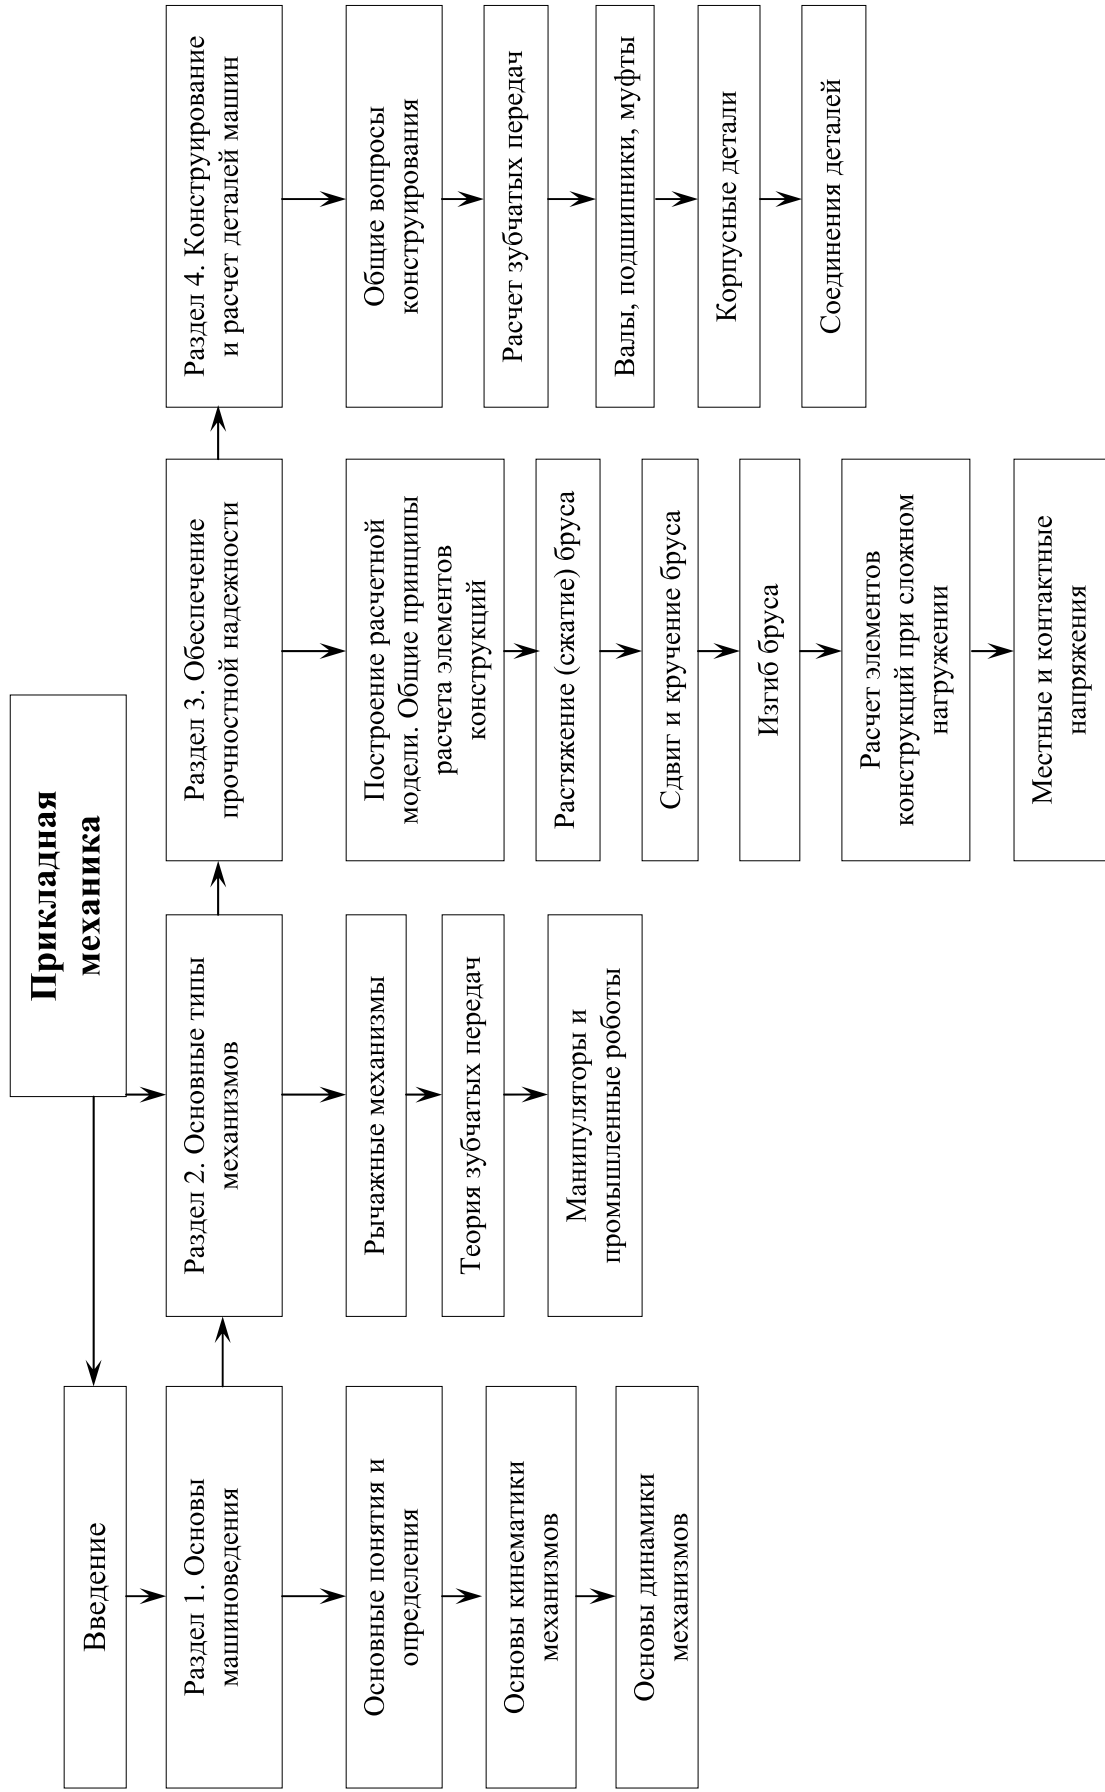 Прикладная
механика
Введение
Раздел 1. Основы
машиноведения
Основные понятия и
определения
Основы кинематики
механизмов
Основы динамики
механизмов
Раздел 2. Основные типы
механизмов
Рычажные механизмы
Теория зубчатых передач
Манипуляторы и
промышленные роботы
Раздел 3. Обеспечение
прочностной надежности
Построение расчетной
модели. Общие принципы
расчета элементов
конструкций
Растяжение (сжатие) бруса
Сдвиг и кручение бруса
Изгиб бруса
Расчет элементов
конструкций при сложном
нагружении
Местные и контактные
напряжения
Раздел 4. Конструирование
и расчет деталей машин
Общие вопросы
конструирования
Расчет зубчатых передач
Валы, подшипники, муфты
Корпусные детали
Соединения деталей